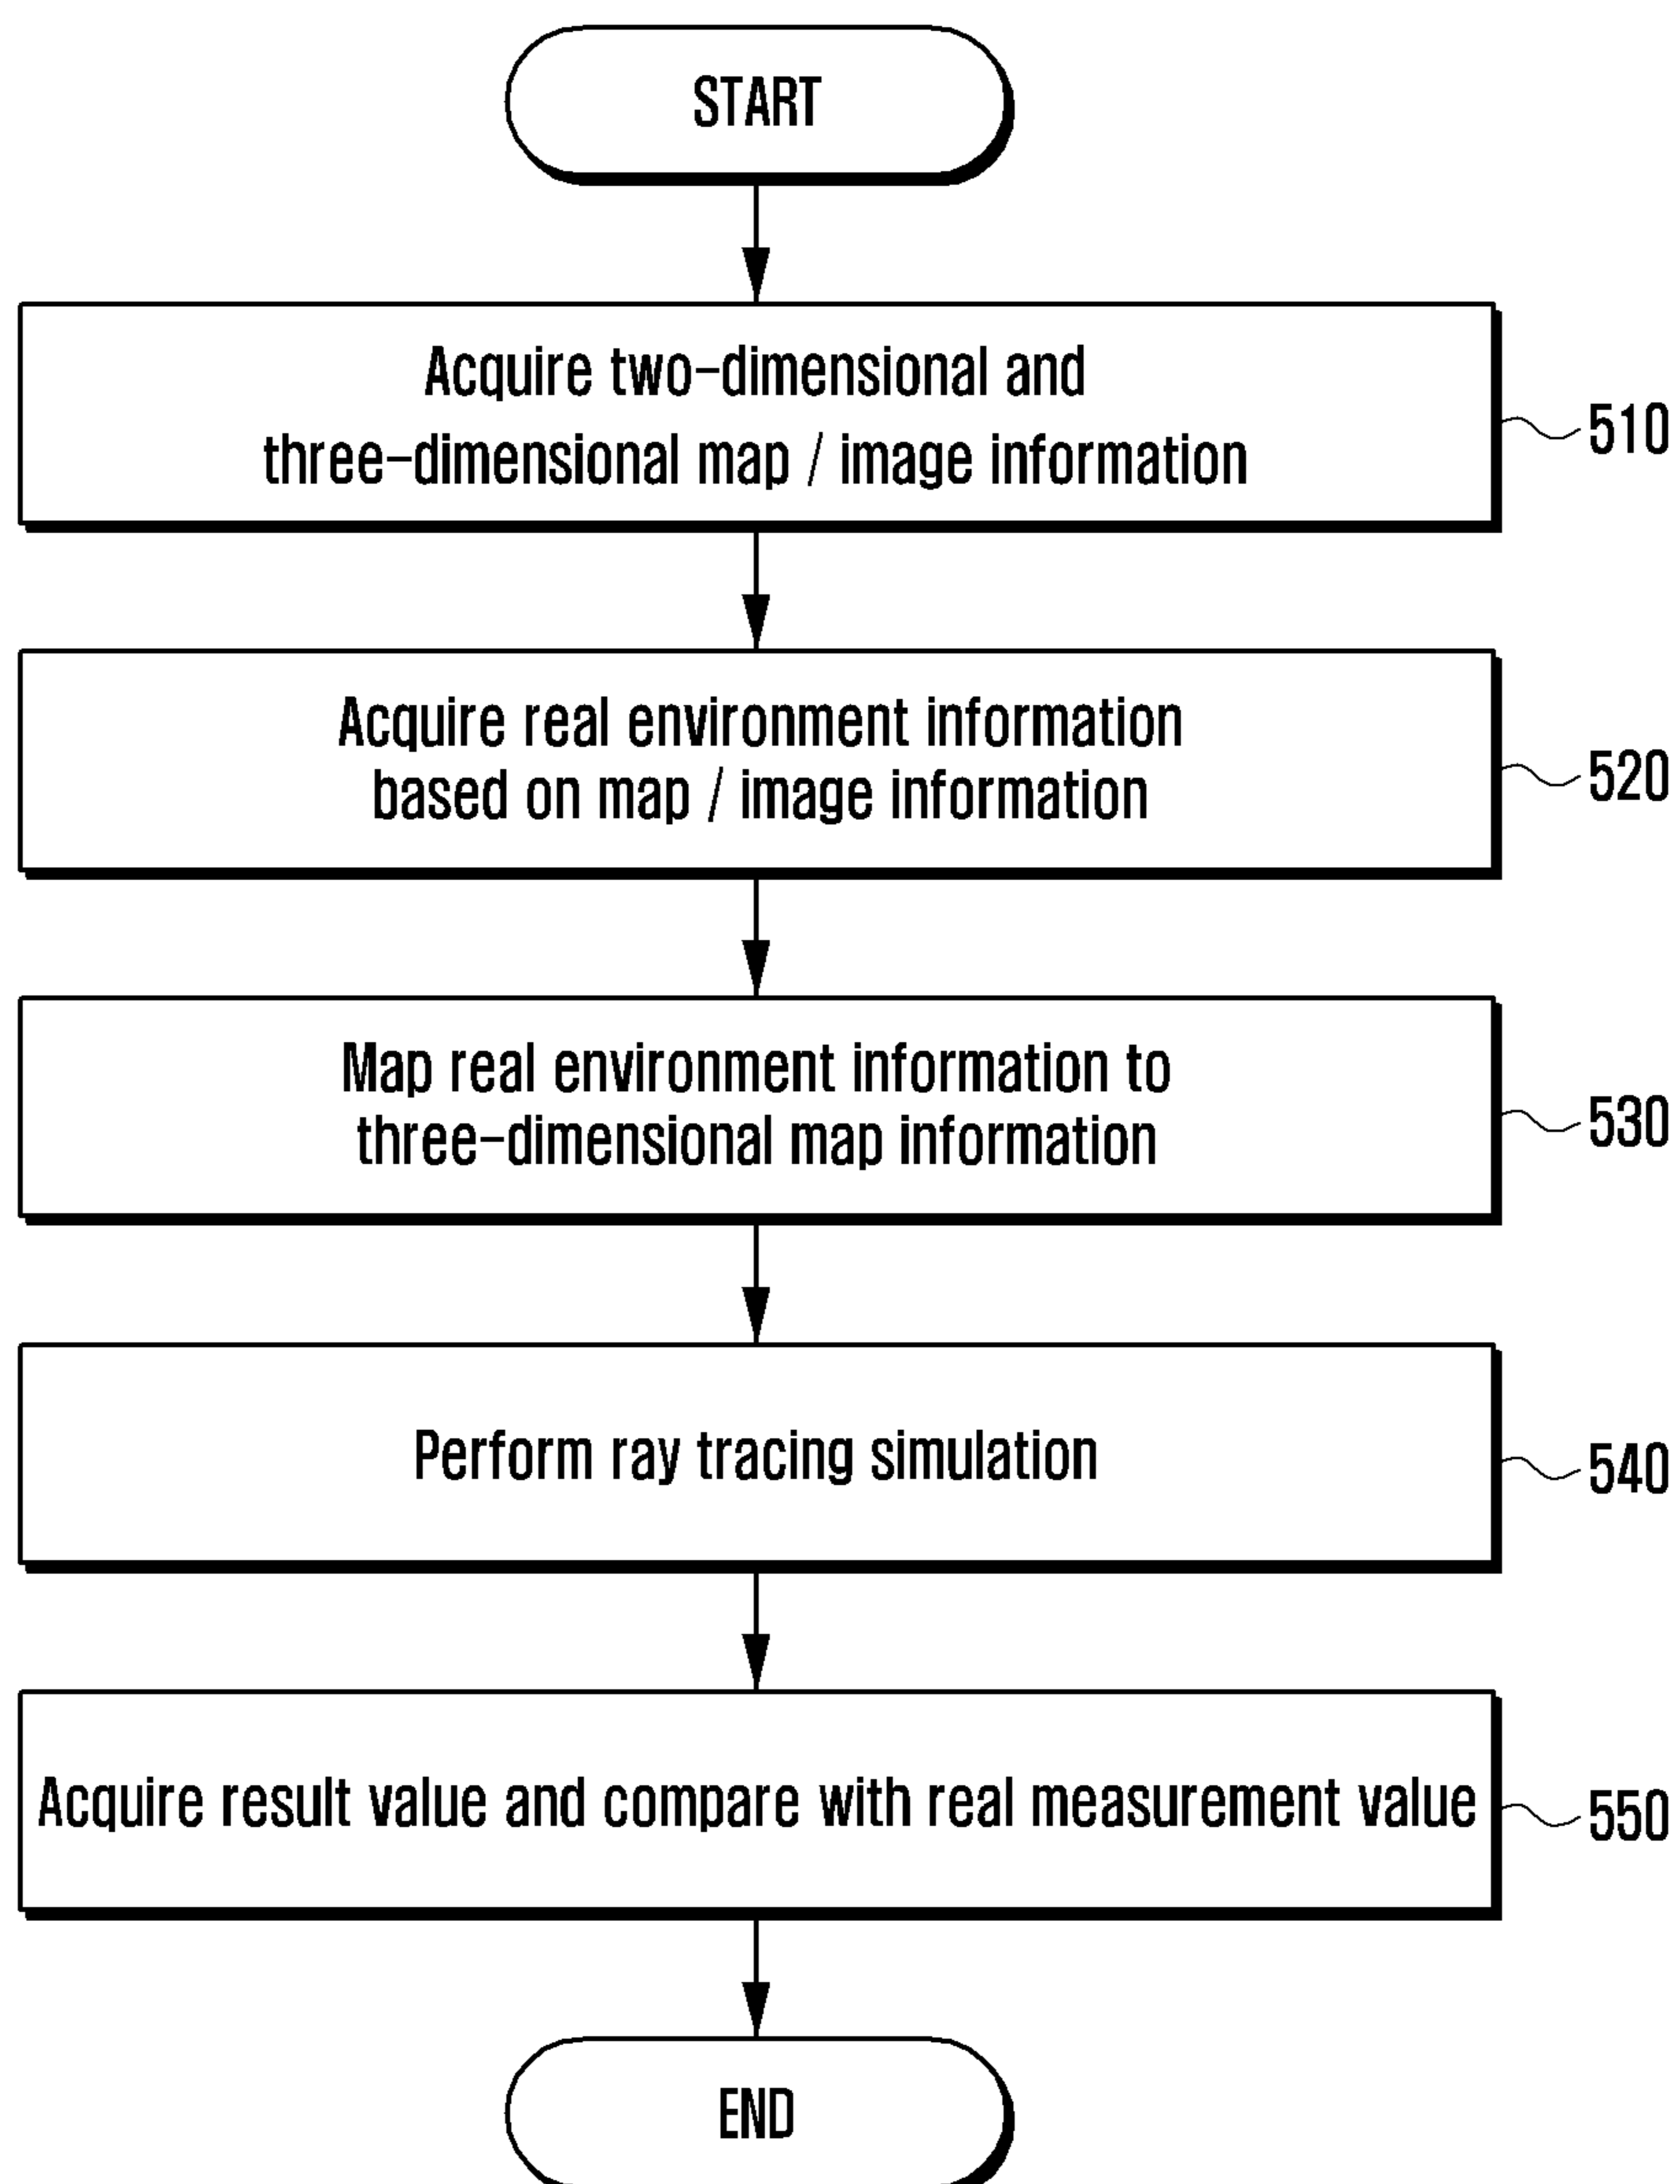 START
Acquire two-dimensional and
three-dimensional map / image information
510
Acquire real environment information
based on map / image information
520
Map real environment information to
three-dimensional map information
530
Perform ray tracing simulation
540
Acquire result value and compare with real measurement value
550
END